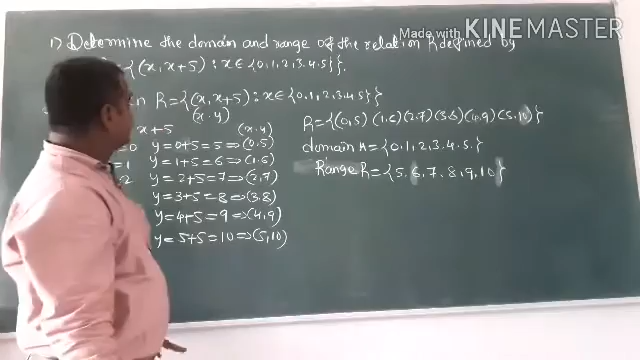 Made with KINEMASTER
1) Determine the domain and range of the relation R defined by
= {(x, x+5) : x ∈ {0,1,2,3.4.5}}.
R = {(x, x+5) : x ∈ {0,1,2,3.4.5}}
(x.y)
x+5 (x.y)
=0 y = 0+5 = 5 ⇒ (0.5)
=1 y = 1+5 = 6 ⇒ (1.6)
2 y = 2+5 = 7 ⇒ (2,7)
y = 3+5 = 8 ⇒ (3.8)
y = 4+5 = 9 ⇒ (4,9)
y = 5+5 = 10 ⇒ (5,10)
R = {(0,5) (1.6) (2.7) (3.8) (4.9) (5.10)}
domain = {0,1,2,3.4.5.}
Range R = {5.6,7.8,9,10}